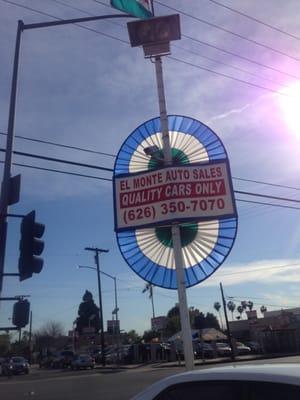 EL MONTE AUTO SALES
QUALITY CARS ONLY
(626) 350-7070